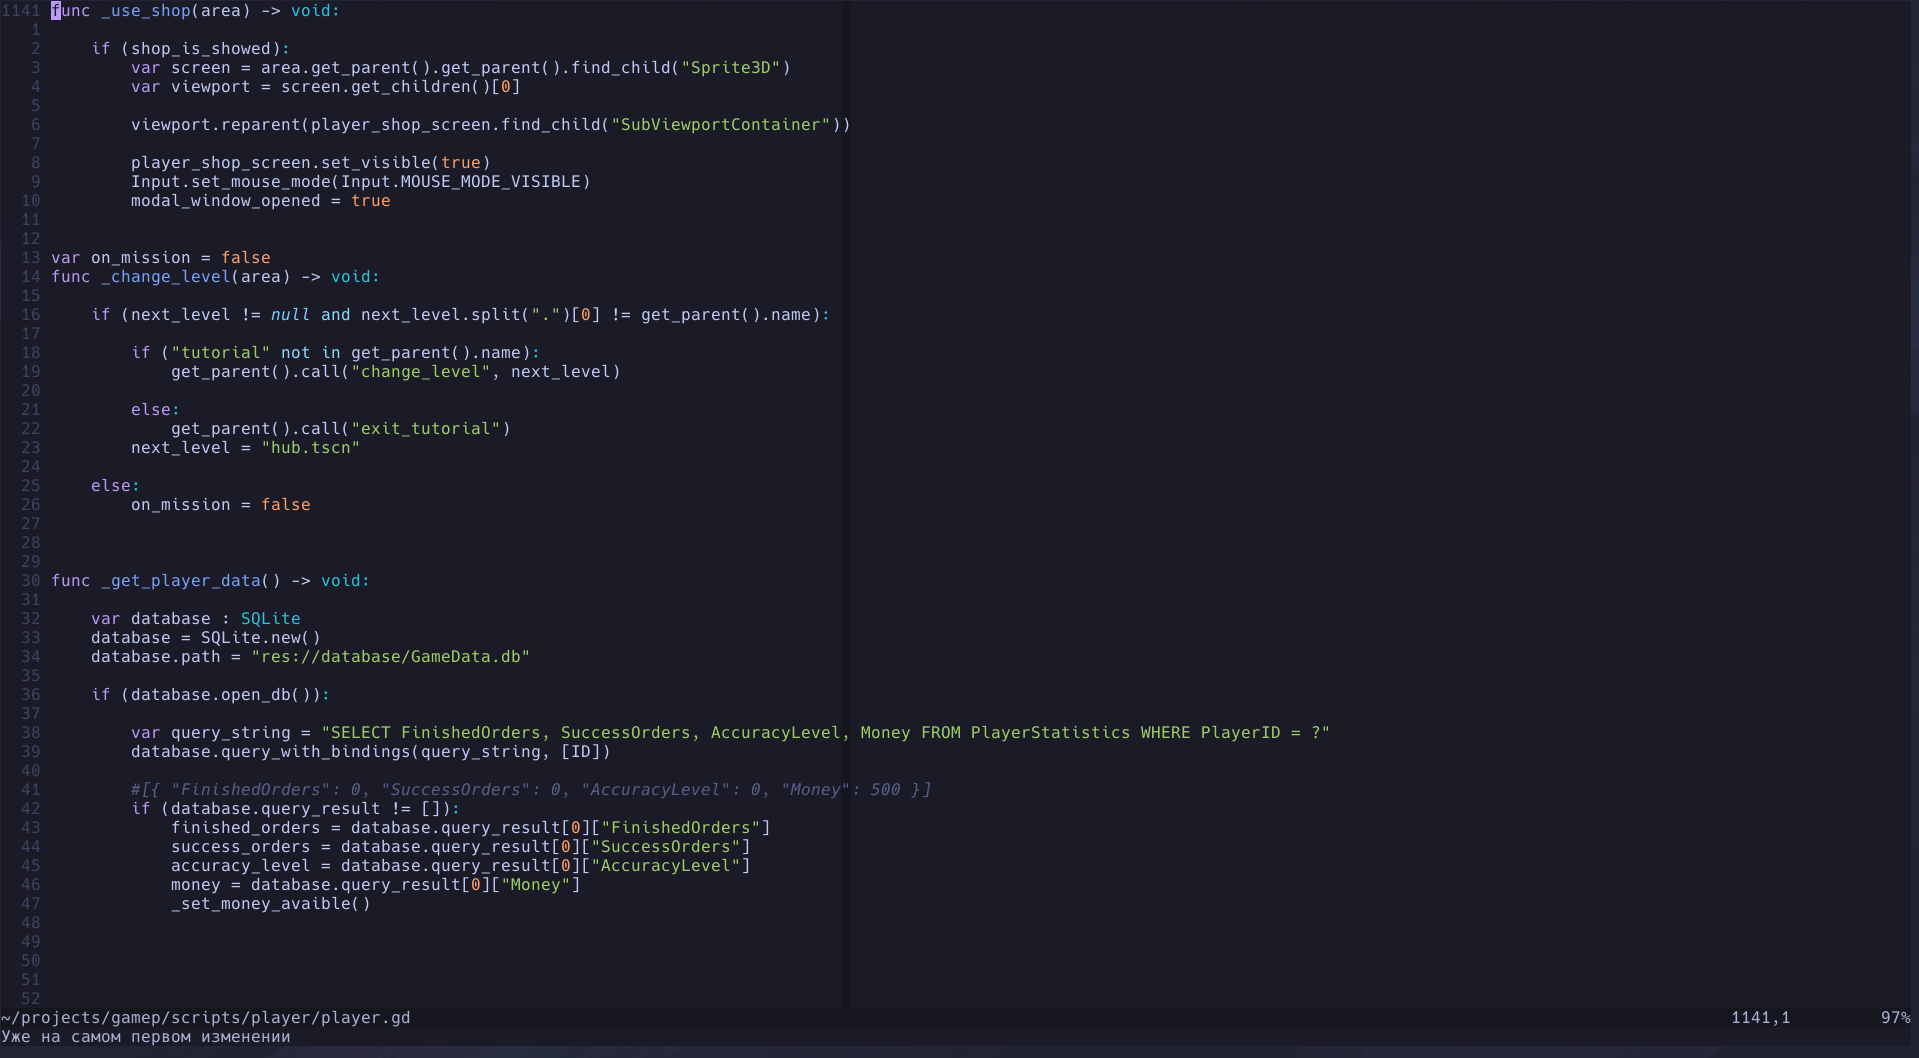 1141 func _use_shop(area) -> void:
1
2     if (shop_is_showed):
3         var screen = area.get_parent().get_parent().find_child("Sprite3D")
4         var viewport = screen.get_children()[0]
5
6         viewport.reparent(player_shop_screen.find_child("SubViewportContainer"))
7
8         player_shop_screen.set_visible(true)
9         Input.set_mouse_mode(Input.MOUSE_MODE_VISIBLE)
10         modal_window_opened = true
11
12
13 var on_mission = false
14 func _change_level(area) -> void:
15
16     if (next_level != null and next_level.split(".")[0] != get_parent().name):
17
18         if ("tutorial" not in get_parent().name):
19             get_parent().call("change_level", next_level)
20
21         else:
22             get_parent().call("exit_tutorial")
23         next_level = "hub.tscn"
24
25     else:
26         on_mission = false
27
28
29
30 func _get_player_data() -> void:
31
32     var database : SQLite
33     database = SQLite.new()
34     database.path = "res://database/GameData.db"
35
36     if (database.open_db()):
37
38         var query_string = "SELECT FinishedOrders, SuccessOrders, AccuracyLevel, Money FROM PlayerStatistics WHERE PlayerID = ?"
39         database.query_with_bindings(query_string, [ID])
40
41         #[{ "FinishedOrders": 0, "SuccessOrders": 0, "AccuracyLevel": 0, "Money": 500 }]
42         if (database.query_result != []):
43             finished_orders = database.query_result[0]["FinishedOrders"]
44             success_orders = database.query_result[0]["SuccessOrders"]
45             accuracy_level = database.query_result[0]["AccuracyLevel"]
46             money = database.query_result[0]["Money"]
47             _set_money_avaible()
48
49
50
51
52
~/projects/gamep/scripts/player/player.gd 1141,1 97%
Уже на самом первом изменении